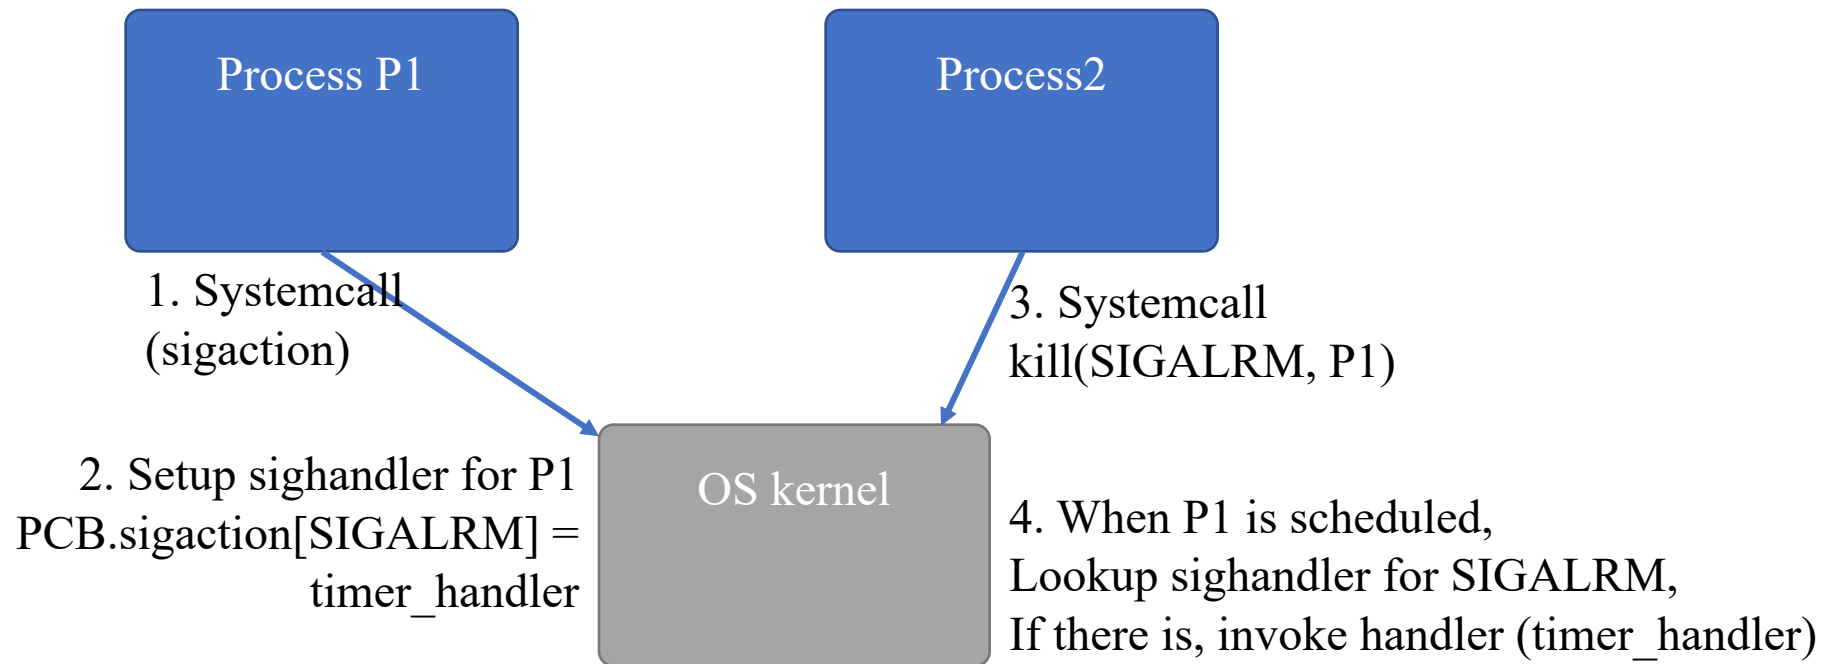 Process P1
Process2
1. Systemcall
(sigaction)
3. Systemcall
kill(SIGALRM, P1)
2. Setup sighandler for P1
PCB.sigaction[SIGALRM] =
timer_handler
OS kernel
4. When P1 is scheduled,
Lookup sighandler for SIGALRM,
If there is, invoke handler (timer_handler)